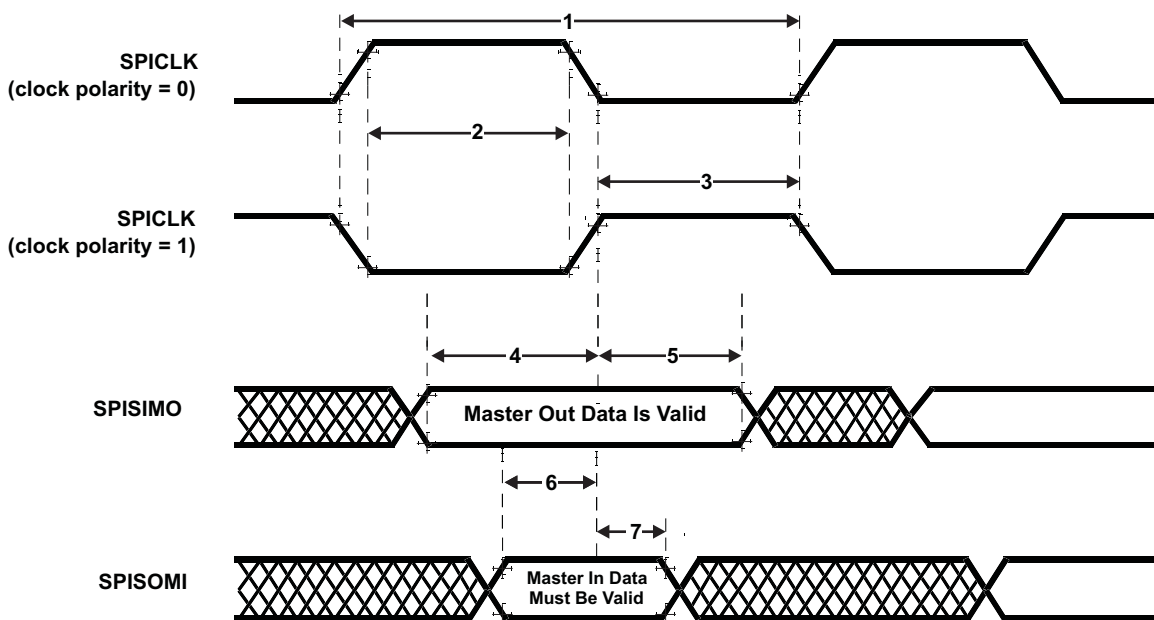 1
SPICLK
(clock polarity = 0)
2
3
SPICLK
(clock polarity = 1)
4
5
SPISIMO
Master Out Data Is Valid
6
7
SPISOMI
Master In Data
Must Be Valid